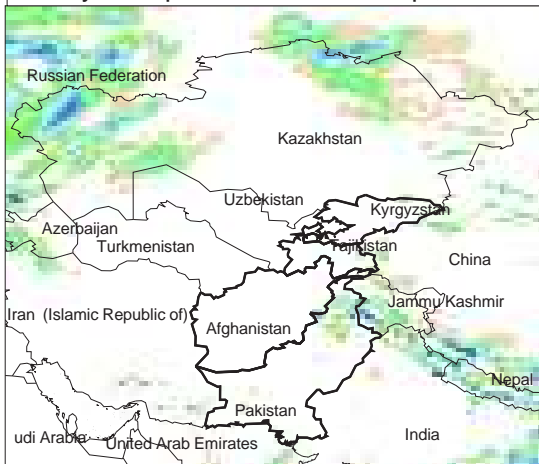 Russian Federation
Kazakhstan
Uzbekistan
Kyrgyzstan
Azerbaijan
Turkmenistan
Tajikistan
China
Iran (Islamic Republic of)
Afghanistan
Jammu/Kashmir
Nepal
Pakistan
India
udi Arabia
United Arab Emirates